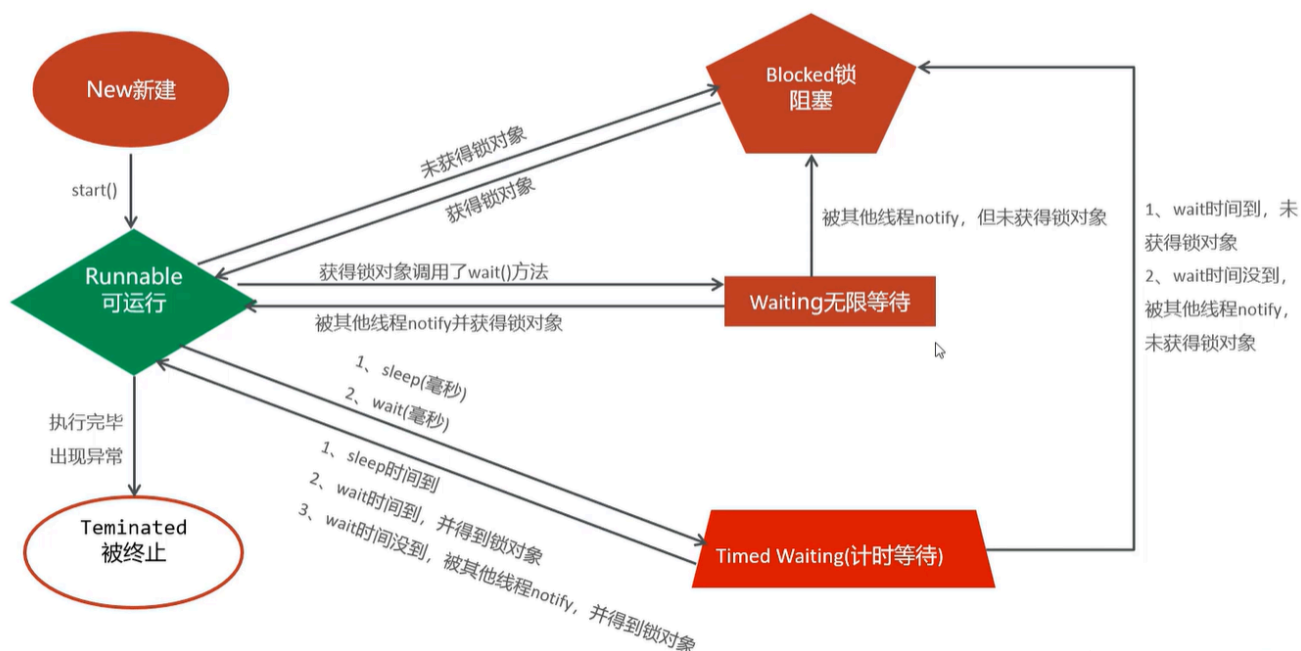 New新建
start()
Runnable
可运行
执行完毕
出现异常
Teminated
被终止
未获得锁对象
获得锁对象
Blocked锁
阻塞
获得锁对象调用了wait()方法
被其他线程notify并获得锁对象
Waiting无限等待
被其他线程notify，但未获得锁对象
1、sleep(毫秒)
2、wait(毫秒)
1、sleep时间到
2、wait时间到，并得到锁对象
3、wait时间没到，被其他线程notify，并得到锁对象
Timed Waiting(计时等待)
1、wait时间到，未
获得锁对象
2、wait时间没到，
被其他线程notify，
未获得锁对象